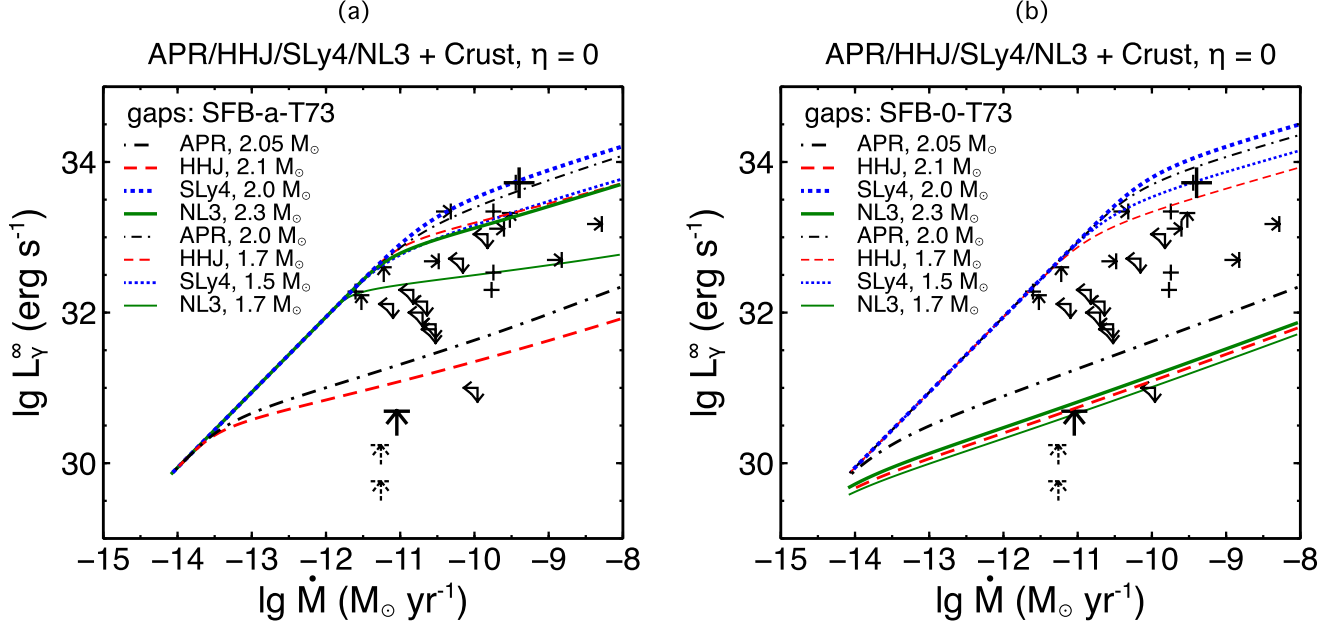 (a)
APR/HHJ/SLy4/NL3 + Crust, η = 0
gaps: SFB-a-T73
APR, 2.05 M⊙
HHJ, 2.1 M⊙
SLy4, 2.0 M⊙
NL3, 2.3 M⊙
APR, 2.0 M⊙
HHJ, 1.7 M⊙
SLy4, 1.5 M⊙
NL3, 1.7 M⊙
34
32
30
lg L∞γ (erg s-1)
−15 −14 −13 −12 −11 −10 −9 −8
lg Ṁ (M⊙ yr-1)
(b)
APR/HHJ/SLy4/NL3 + Crust, η = 0
gaps: SFB-0-T73
APR, 2.05 M⊙
HHJ, 2.1 M⊙
SLy4, 2.0 M⊙
NL3, 2.3 M⊙
APR, 2.0 M⊙
HHJ, 1.7 M⊙
SLy4, 1.5 M⊙
NL3, 1.7 M⊙
34
32
30
lg L∞γ (erg s-1)
−15 −14 −13 −12 −11 −10 −9 −8
lg Ṁ (M⊙ yr-1)